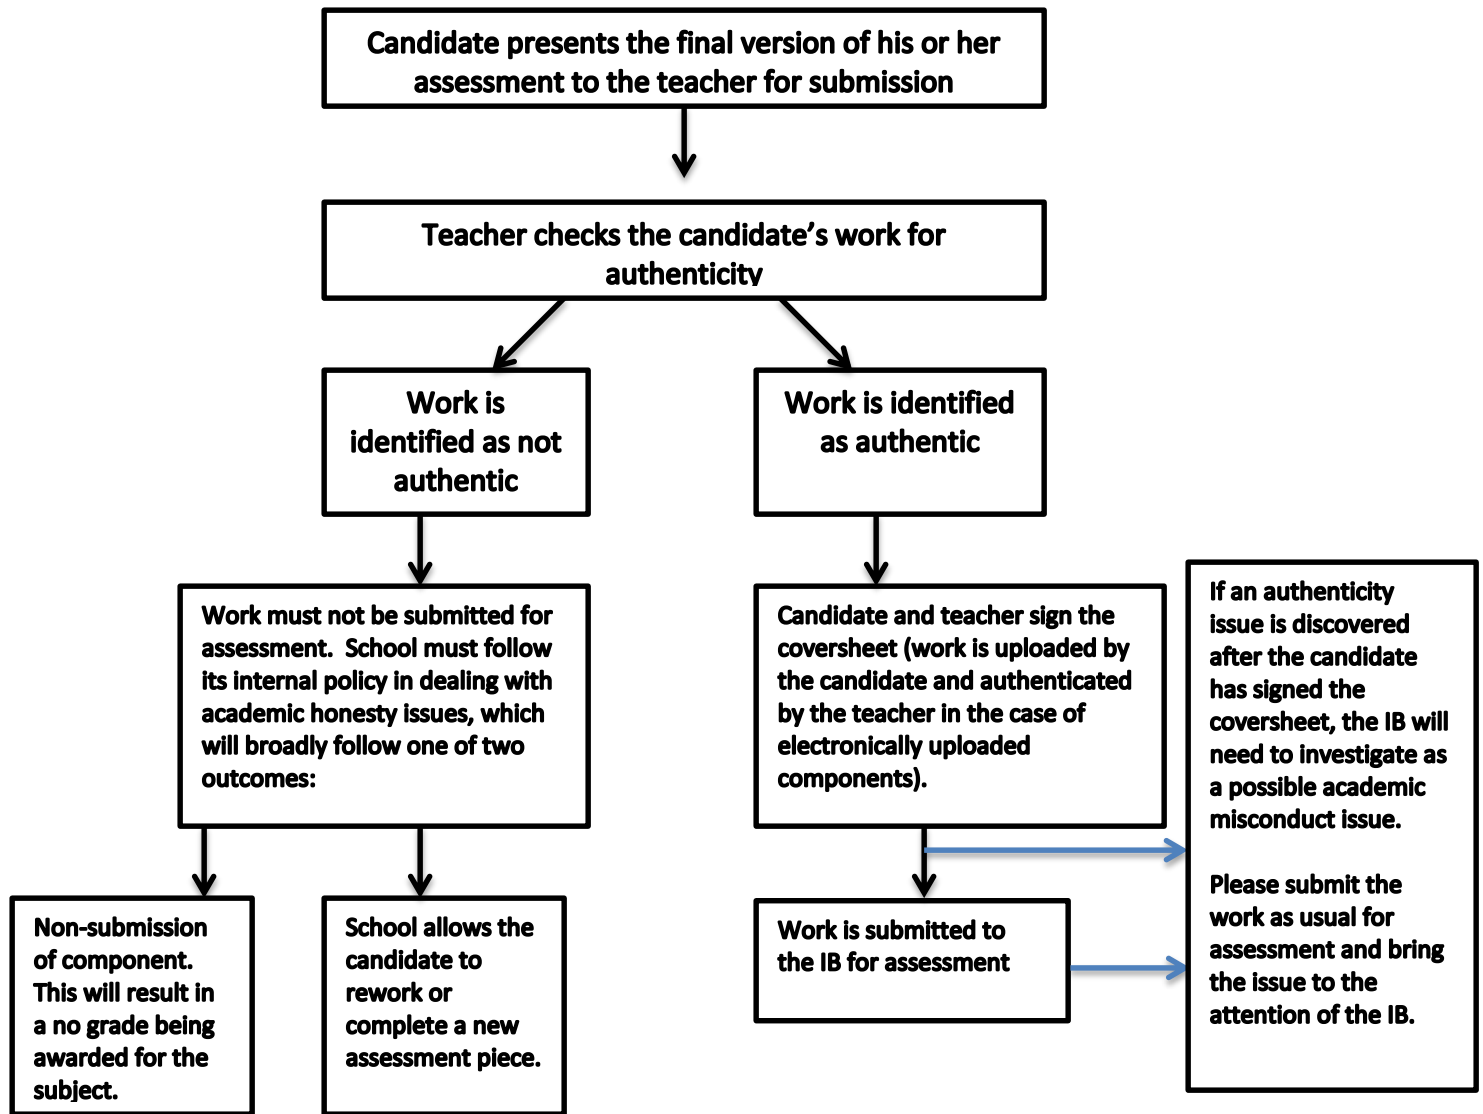 Candidate presents the final version of his or her
assessment to the teacher for submission
Teacher checks the candidate’s work for
authenticity
Work is
identified as not
authentic
Work is identified
as authentic
Work must not be submitted for
assessment.  School must follow
its internal policy in dealing with
academic honesty issues, which
will broadly follow one of two
outcomes:
Candidate and teacher sign the
coversheet (work is uploaded by
the candidate and authenticated
by the teacher in the case of
electronically uploaded
components).
If an authenticity
issue is discovered
after the candidate
has signed the
coversheet, the IB will
need to investigate as
a possible academic
misconduct issue.
Please submit the
work as usual for
assessment and bring
the issue to the
attention of the IB.
Non-submission
of component.
This will result in
a no grade being
awarded for the
subject.
School allows the
candidate to
rework or
complete a new
assessment piece.
Work is submitted to
the IB for assessment